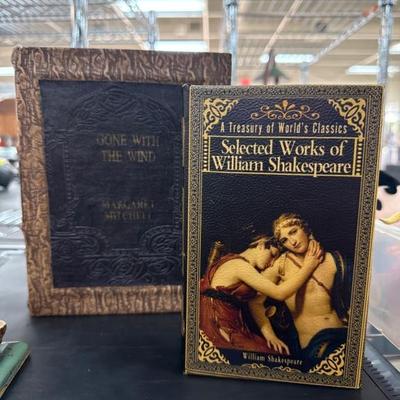 GONE WITH
THE WIND
MARGARET
MITCHELL
A Treasury of World's Classics
Selected Works of
William Shakespeare
William Shakespeare